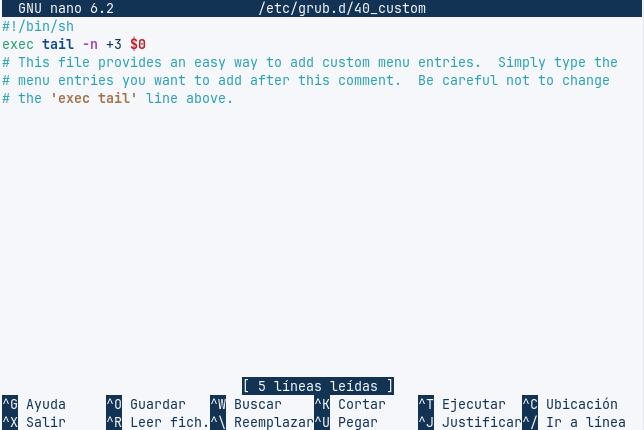 GNU nano 6.2 /etc/grub.d/40_custom
#!/bin/sh
exec tail -n +3 $0
# This file provides an easy way to add custom menu entries.  Simply type the
# menu entries you want to add after this comment.  Be careful not to change
# the 'exec tail' line above.
[ 5 líneas leídas ]
^G Ayuda ^O Guardar ^W Buscar ^K Cortar ^T Ejecutar ^C Ubicación
^X Salir ^R Leer fich. ^\ Reemplazar ^U Pegar ^J Justificar ^/ Ir a línea